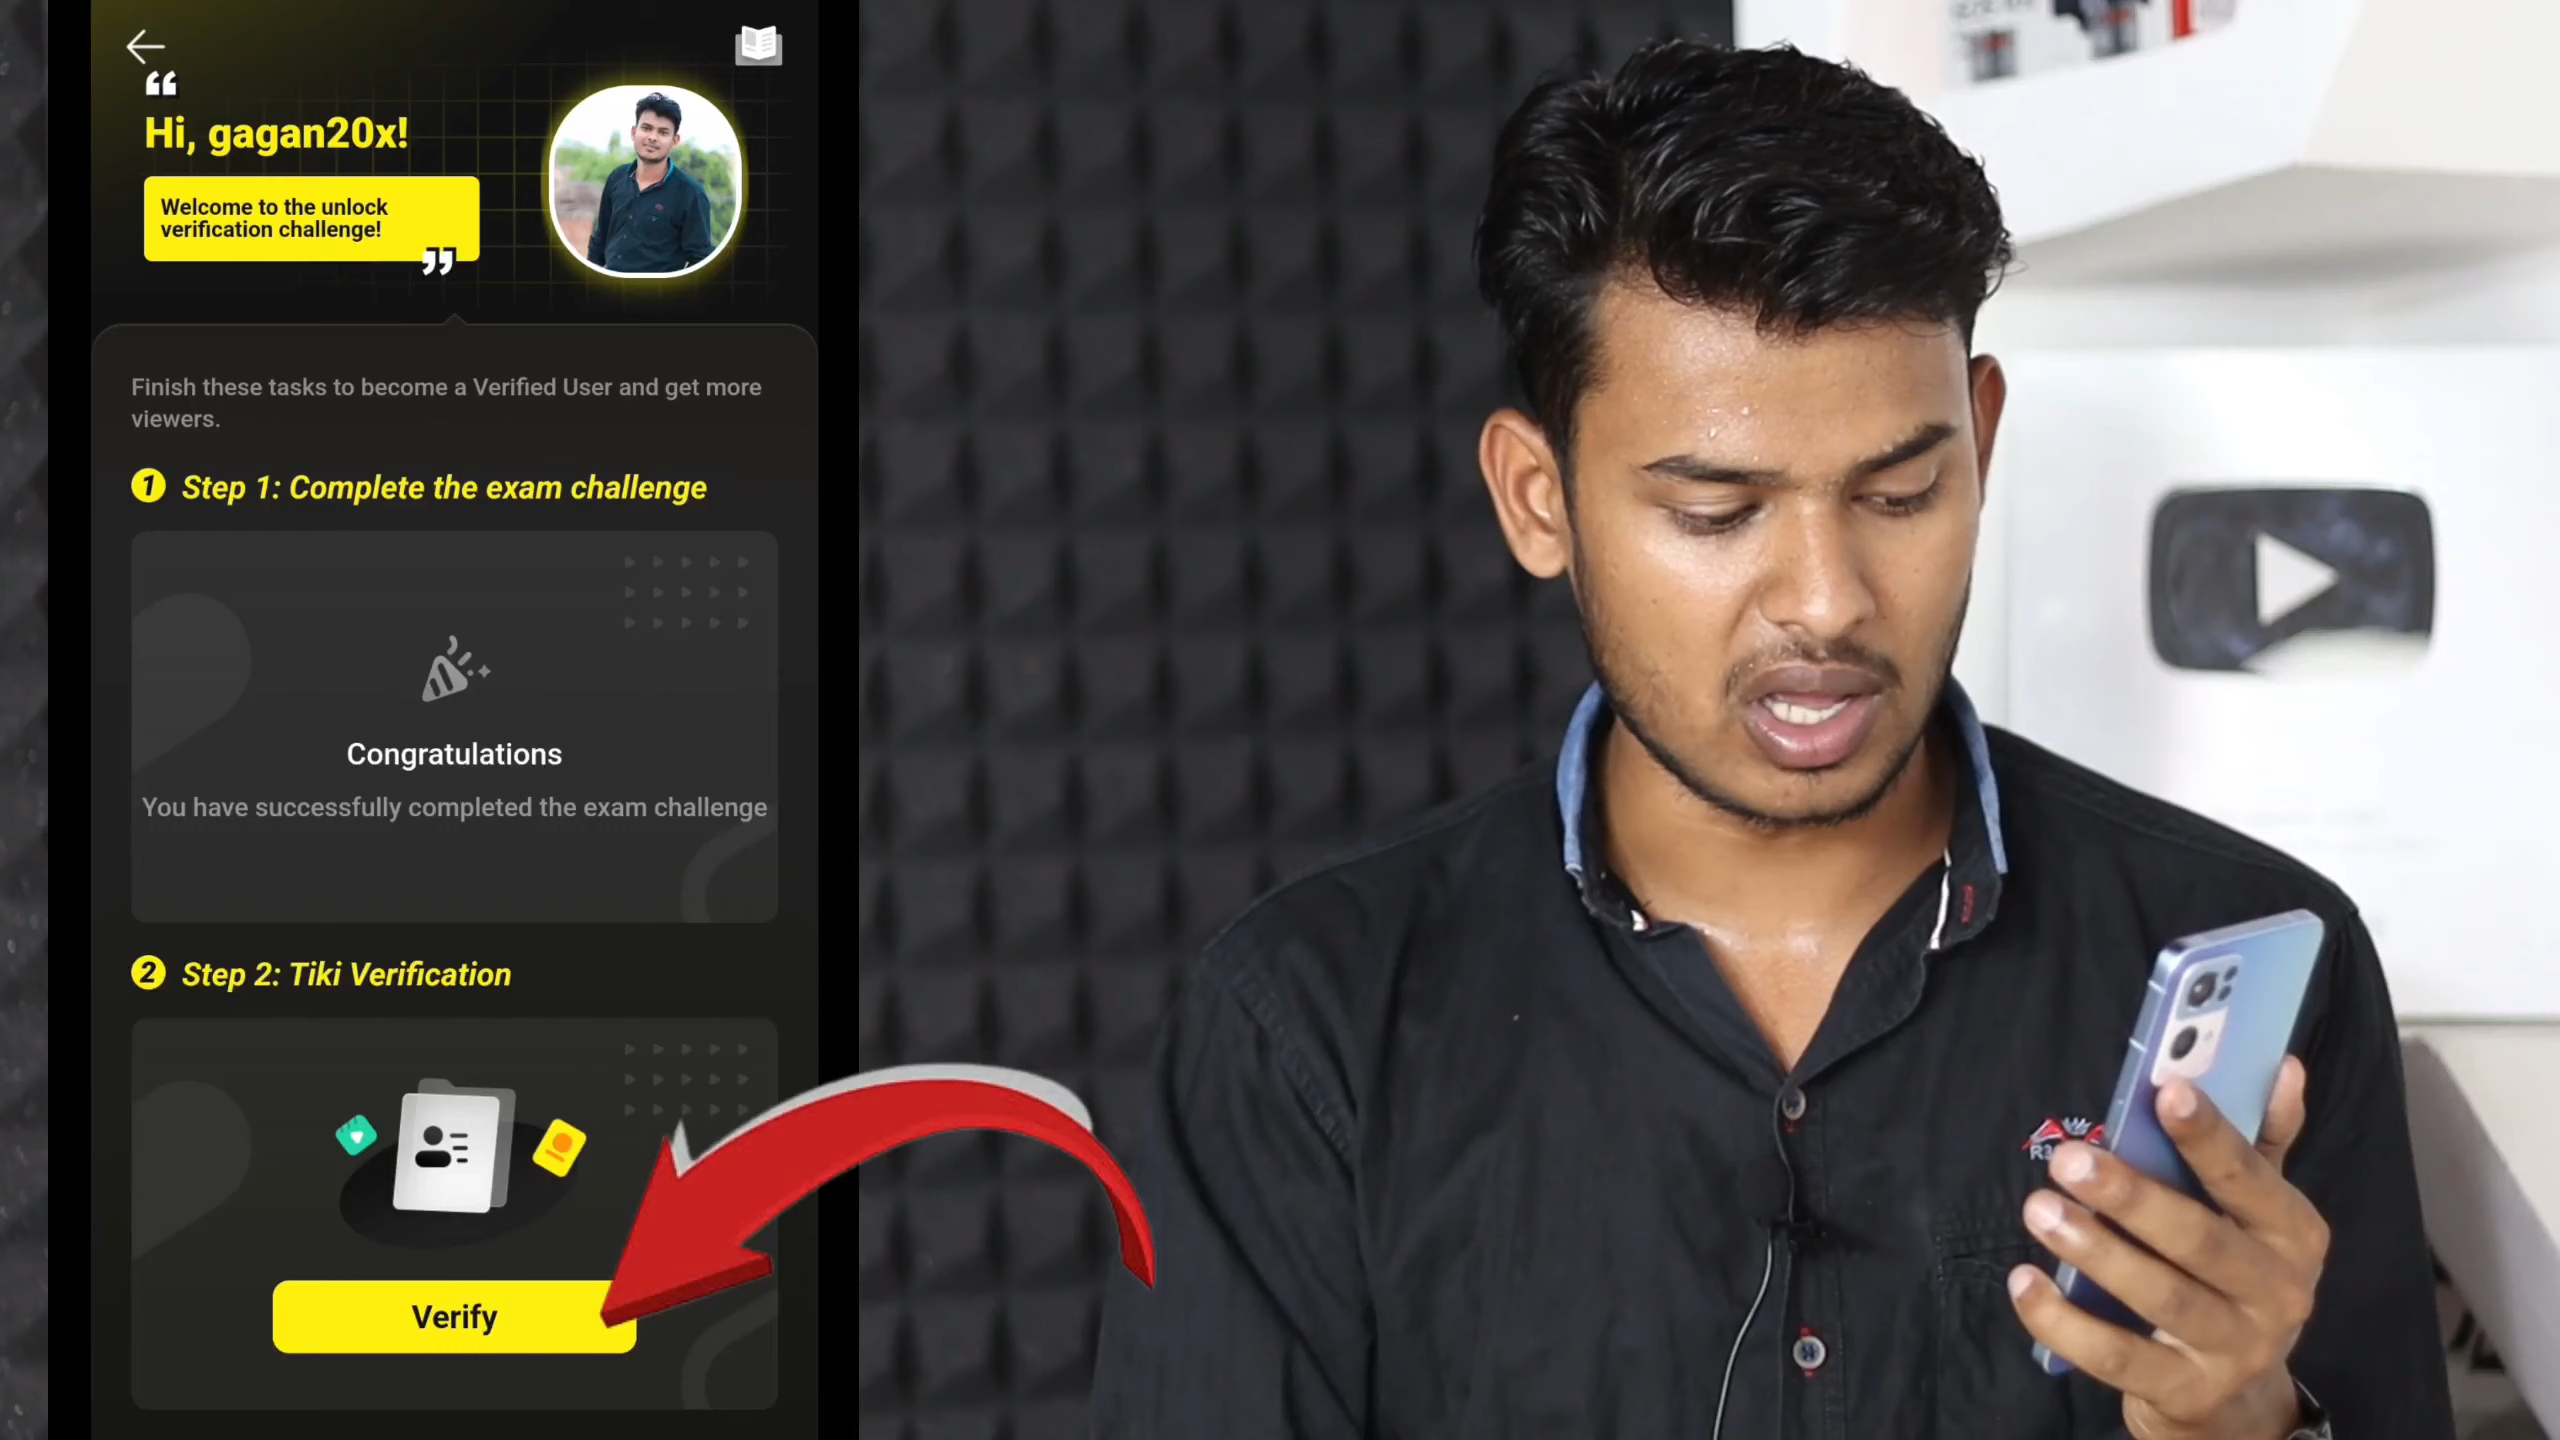 Hi, gagan20x!
Welcome to the unlock
verification challenge!
Finish these tasks to become a Verified User and get more
viewers.
1 Step 1: Complete the exam challenge
Congratulations
You have successfully completed the exam challenge
2 Step 2: Tiki Verification
Verify